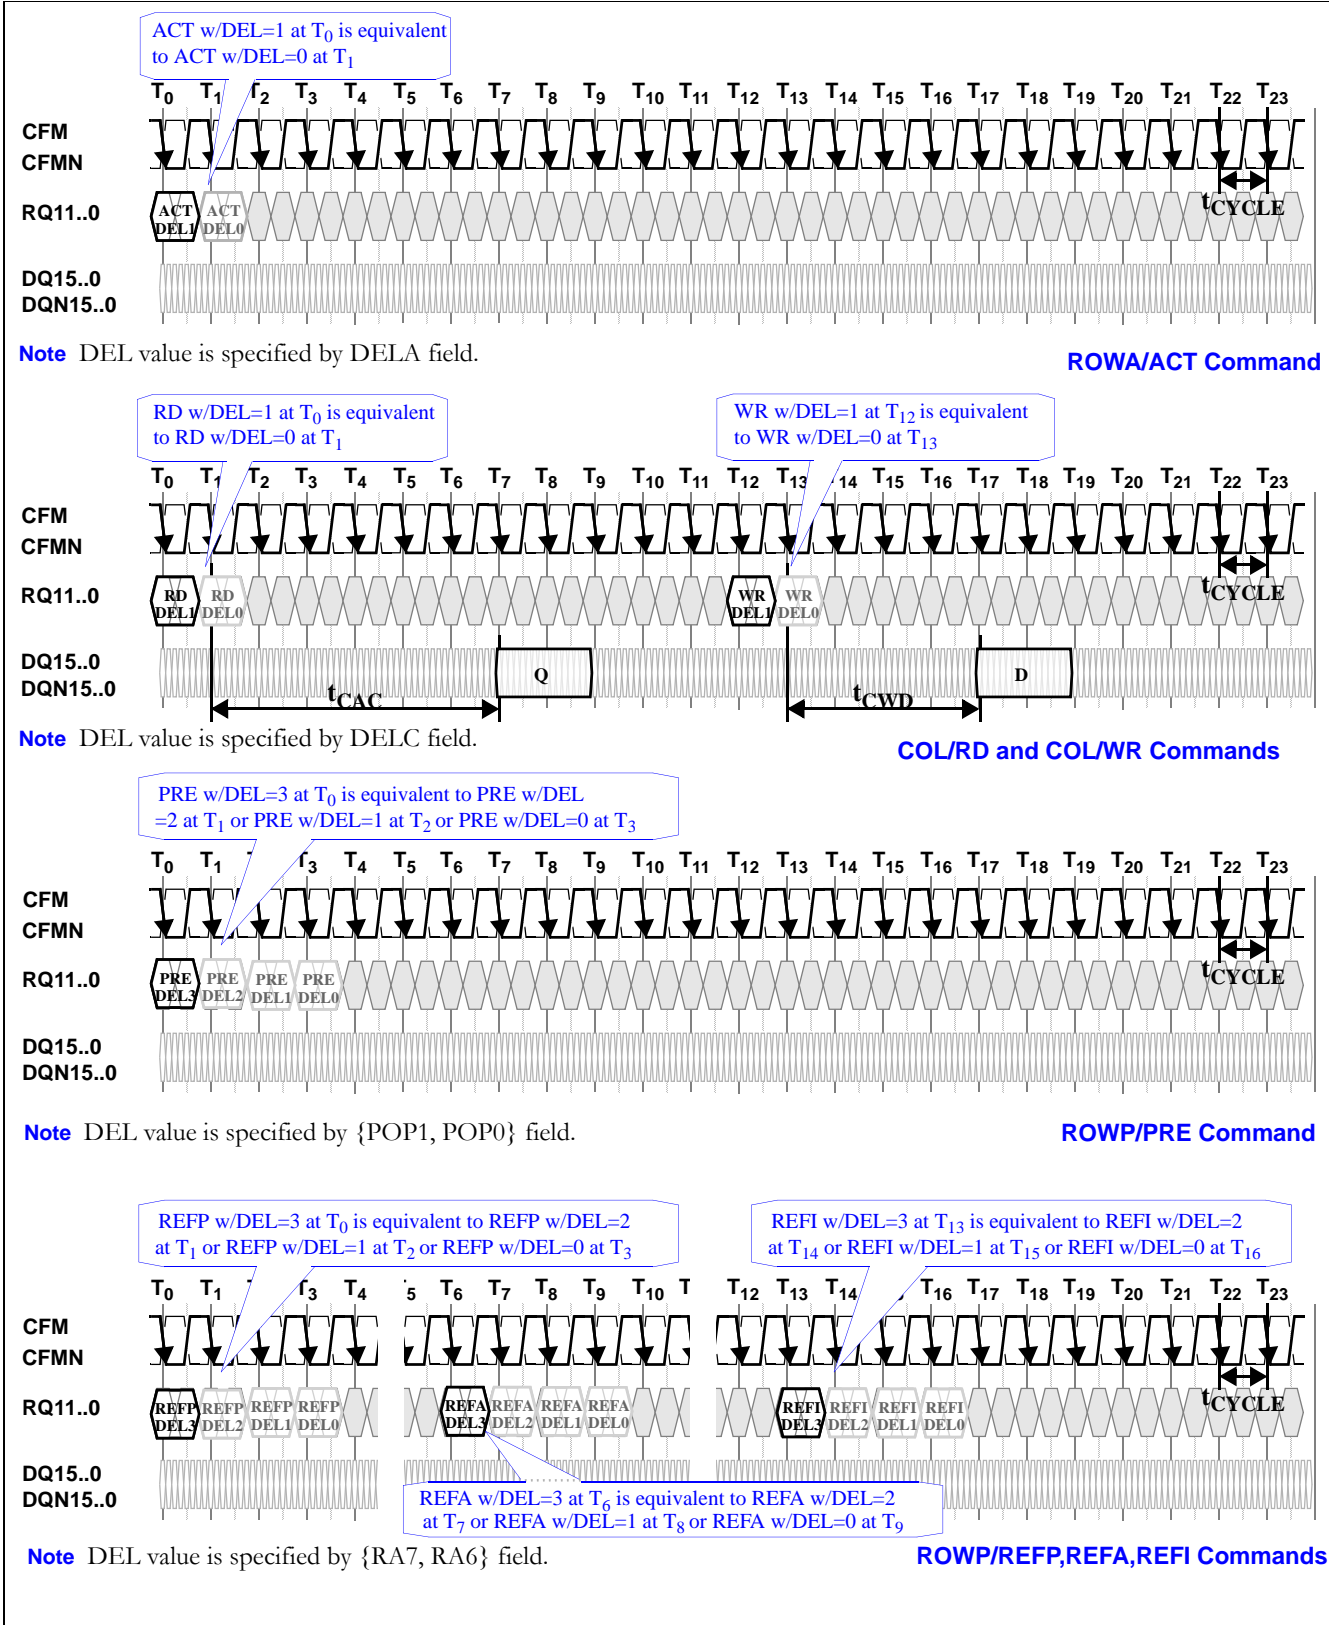 ACT w/DEL=1 at T0 is equivalent
to ACT w/DEL=0 at T1
T0 T1 T2 T3 T4 T5 T6 T7 T8 T9 T10 T11 T12 T13 T14 T15 T16 T17 T18 T19 T20 T21 T22 T23
CFM
CFMN
RQ11..0
ACT DEL1
ACT DEL0
tCYCLE
DQ15..0
DQN15..0
Note DEL value is specified by DELA field.
ROWA/ACT Command
RD w/DEL=1 at T0 is equivalent
to RD w/DEL=0 at T1
WR w/DEL=1 at T12 is equivalent
to WR w/DEL=0 at T13
T0 T1 T2 T3 T4 T5 T6 T7 T8 T9 T10 T11 T12 T13 T14 T15 T16 T17 T18 T19 T20 T21 T22 T23
CFM
CFMN
RQ11..0
RD DEL1
RD DEL0
WR DEL1
WR DEL0
tCYCLE
DQ15..0
DQN15..0
Q
D
tCAC
tCWD
Note DEL value is specified by DELC field.
COL/RD and COL/WR Commands
PRE w/DEL=3 at T0 is equivalent to PRE w/DEL
=2 at T1 or PRE w/DEL=1 at T2 or PRE w/DEL=0 at T3
T0 T1 T2 T3 T4 T5 T6 T7 T8 T9 T10 T11 T12 T13 T14 T15 T16 T17 T18 T19 T20 T21 T22 T23
CFM
CFMN
RQ11..0
PRE DEL3
PRE DEL2
PRE DEL1
PRE DEL0
tCYCLE
DQ15..0
DQN15..0
Note DEL value is specified by {POP1, POP0} field.
ROWP/PRE Command
REFP w/DEL=3 at T0 is equivalent to REFP w/DEL=2
at T1 or REFP w/DEL=1 at T2 or REFP w/DEL=0 at T3
REFI w/DEL=3 at T13 is equivalent to REFI w/DEL=2
at T14 or REFI w/DEL=1 at T15 or REFI w/DEL=0 at T16
T0 T1 T3 T4 5 T6 T7 T8 T9 T10 T12 T13 T14 T16 T17 T18 T19 T20 T21 T22 T23
CFM
CFMN
RQ11..0
REFP DEL3
REFP DEL2
REFP DEL1
REFP DEL0
REFA DEL3
REFA DEL2
REFA DEL1
REFA DEL0
REFI DEL3
REFI DEL2
REFI DEL1
REFI DEL0
tCYCLE
DQ15..0
DQN15..0
REFA w/DEL=3 at T6 is equivalent to REFA w/DEL=2
at T7 or REFA w/DEL=1 at T8 or REFA w/DEL=0 at T9
Note DEL value is specified by {RA7, RA6} field.
ROWP/REFP,REFA,REFI Commands